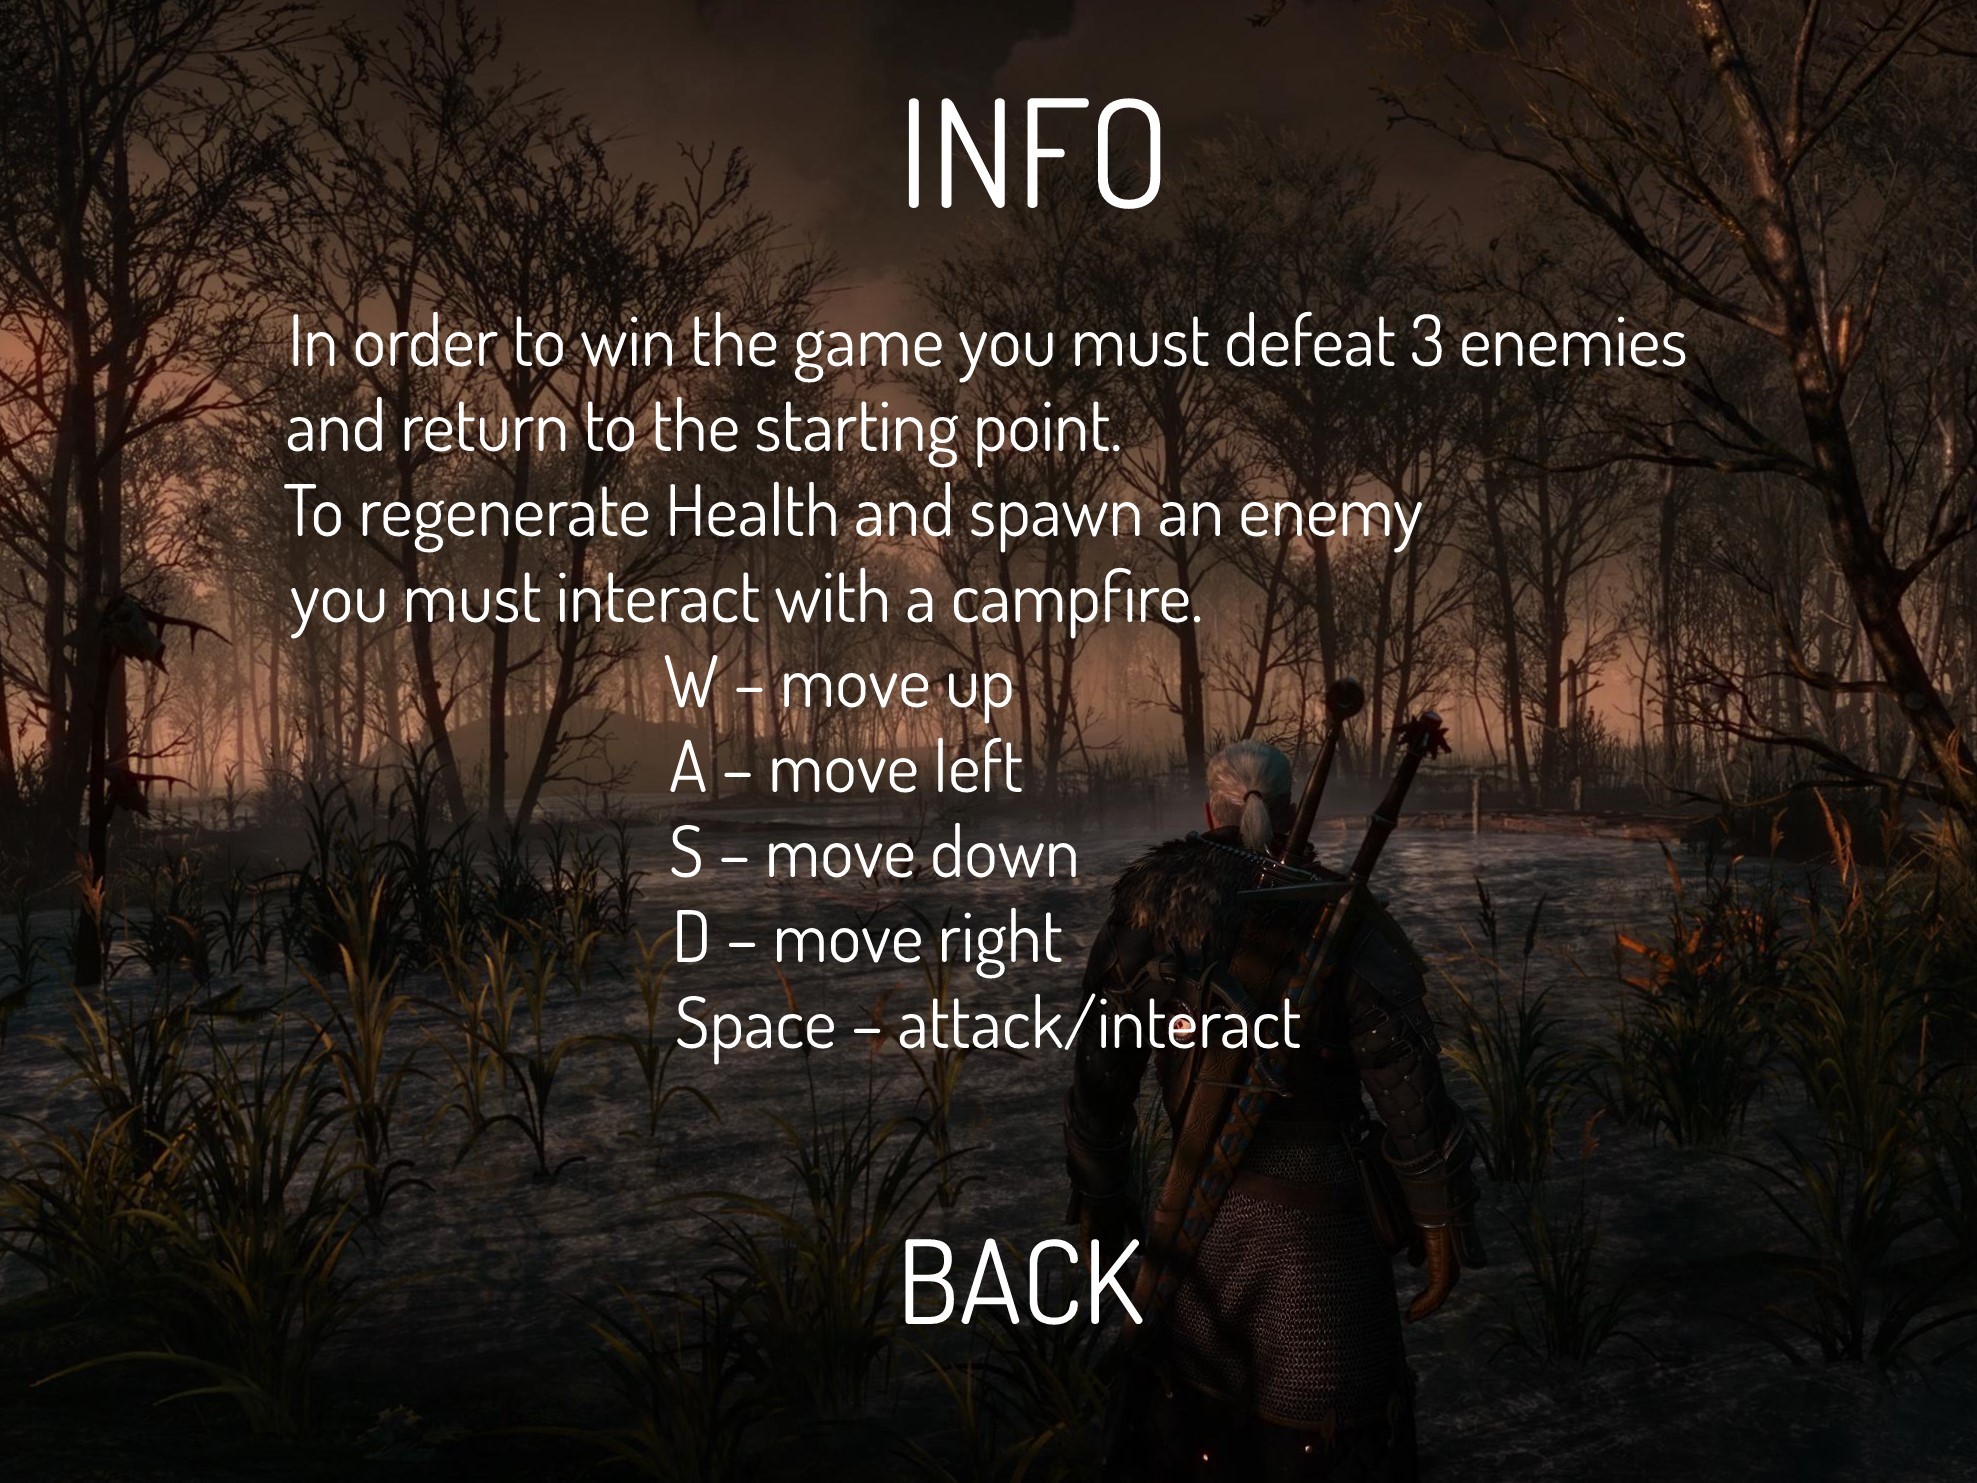 INFO
In order to win the game you must defeat 3 enemies
and return to the starting point.
To regenerate Health and spawn an enemy
you must interact with a campfire.
W – move up
A – move left
S – move down
D – move right
Space – attack/interact
BACK